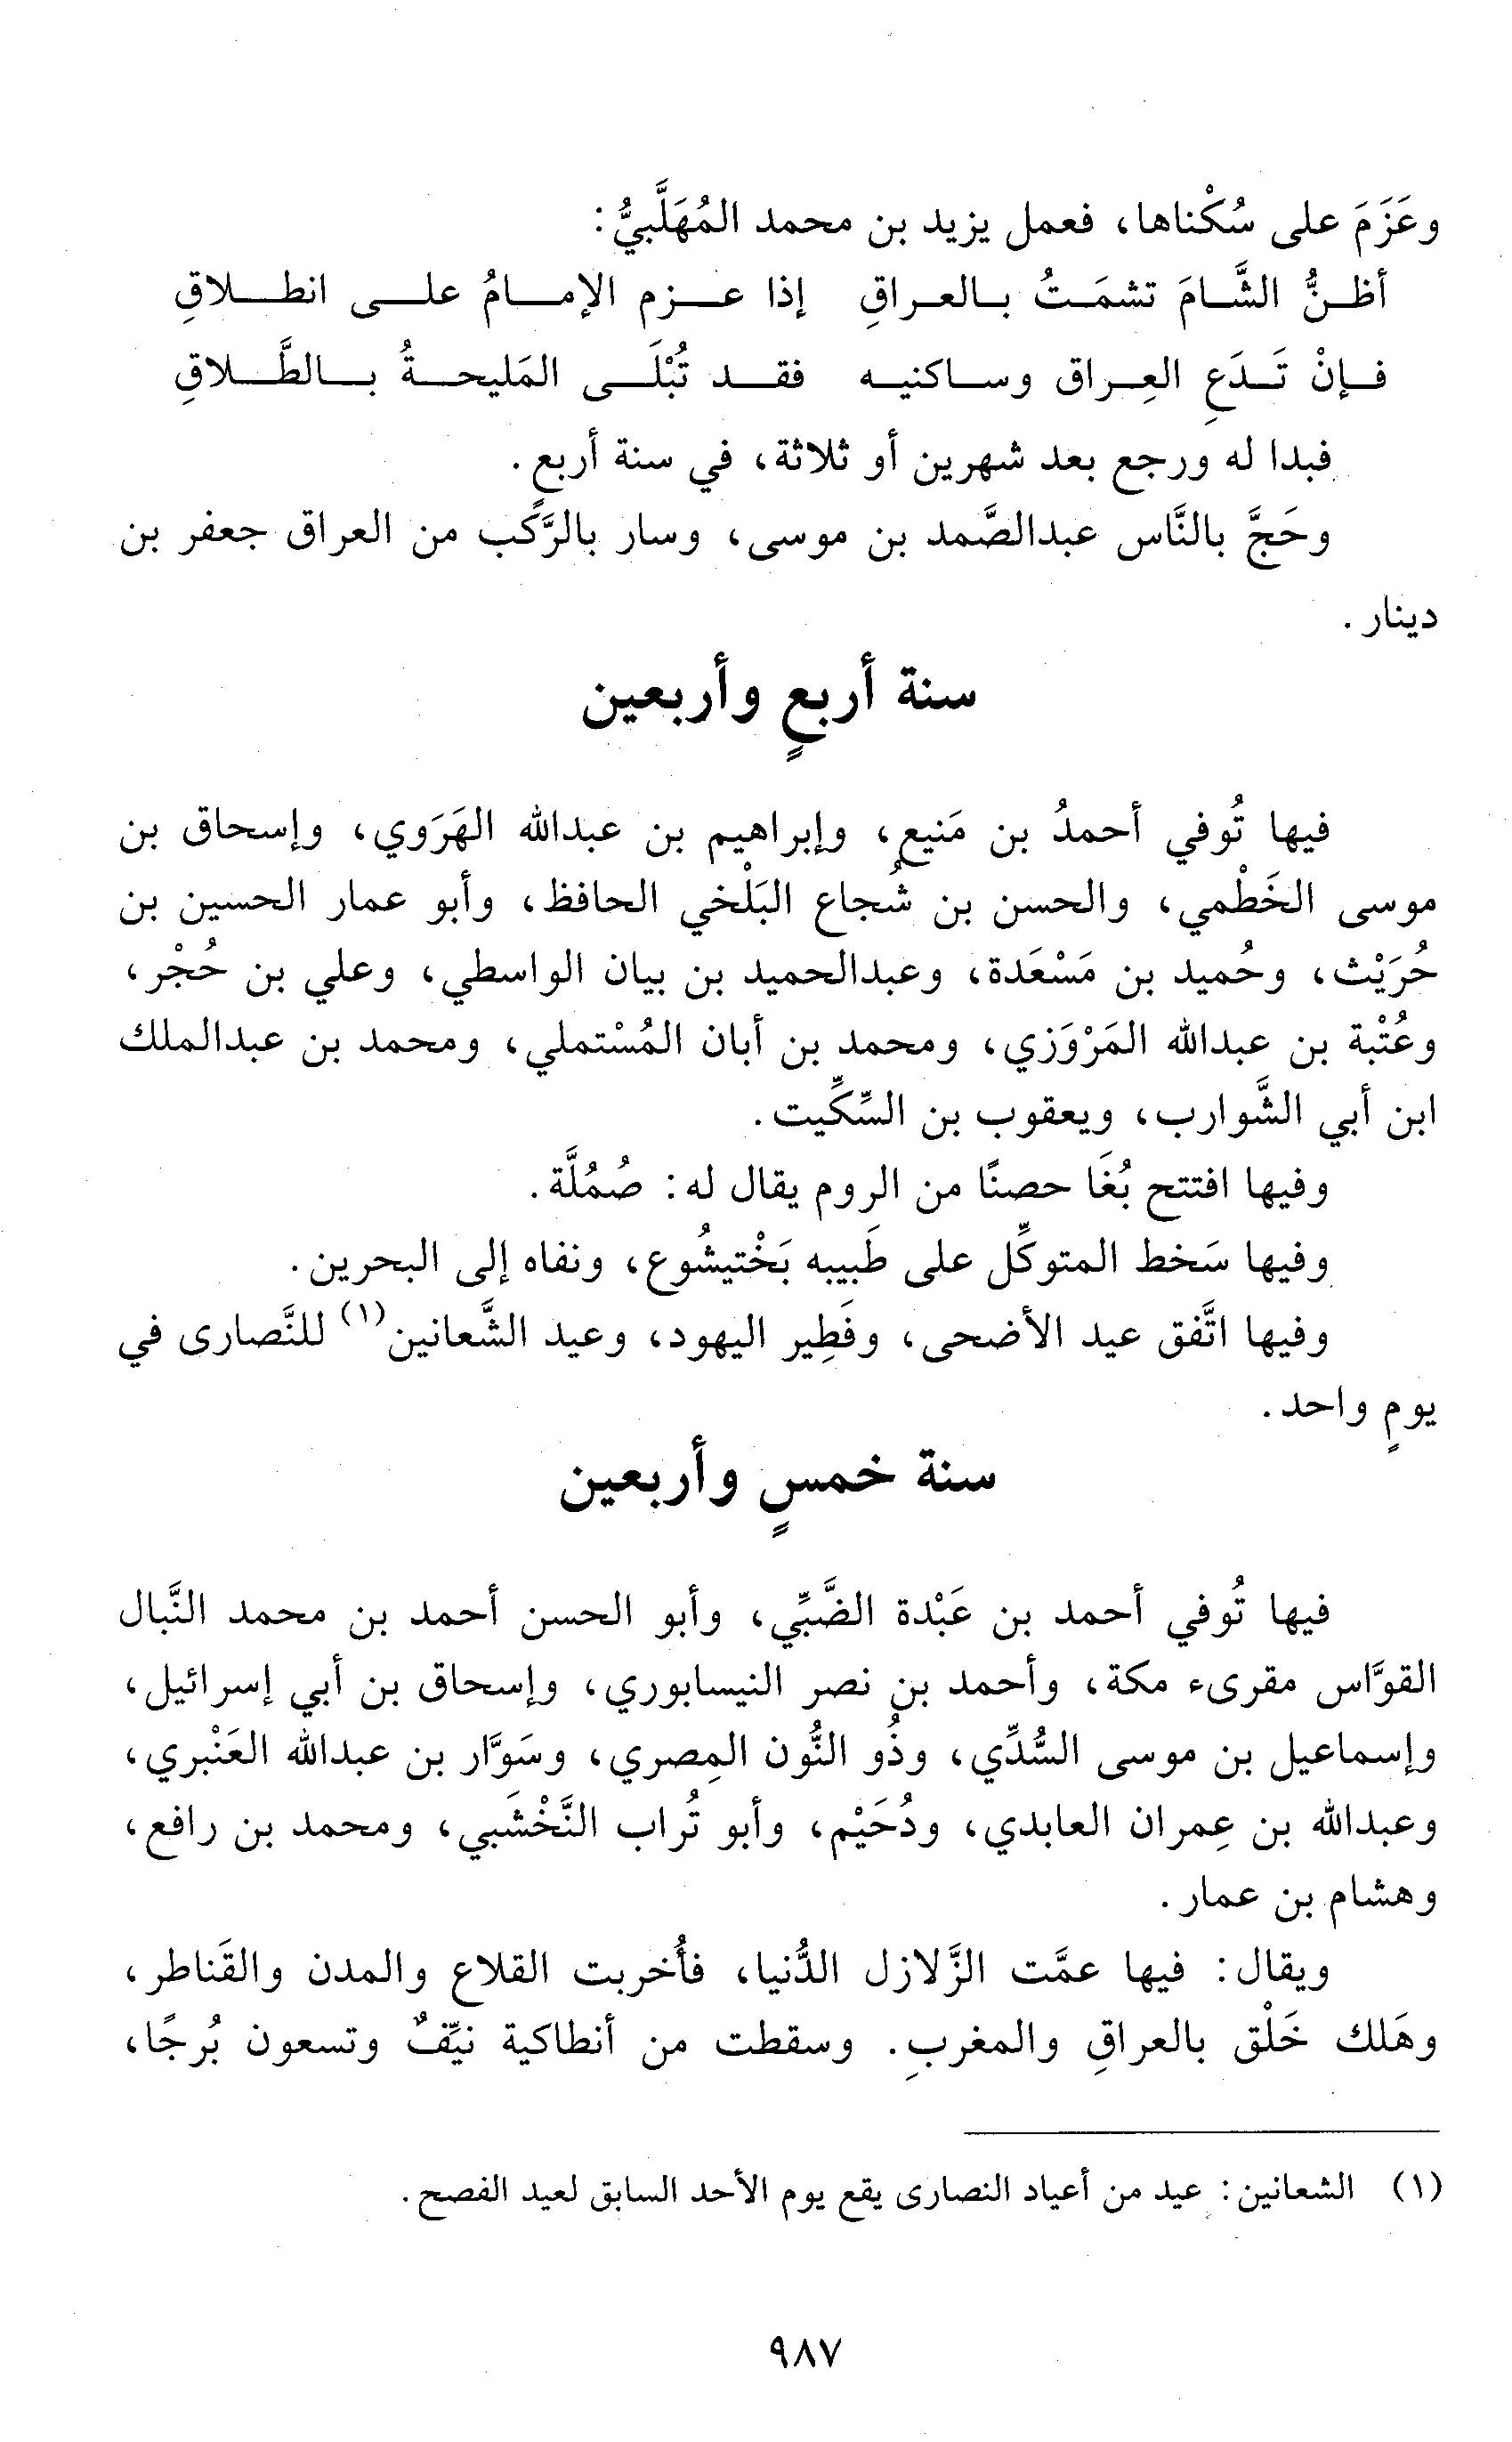 وعَزَمَ على سُكْناها، فعمل يزيد بن محمد المُهَلَّبيُّ:
أظـنُّ الشَّـامَ تشمَـتُ بـالعـراقِ إذا عـزم الإمـامُ علـى انطـلاقِ
فـإنْ تَـدَعِ العِـراق وسـاكنيـه فقـد تُبْلَـى المَليحـةُ بـالطَّـلاقِ
فبدا له ورجع بعد شهرين أو ثلاثة، في سنة أربعٍ.
وحَجَّ بالنَّاس عبدالصَّمد بن موسى، وسار بالرَّكب من العراق جعفر بن
دينار.
سنة أربعٍ وأربعين
فيها تُوفي أحمدُ بن مَنيع، وإبراهيم بن عبدالله الهَرَوي، وإسحاق بن
موسى الخَطْمي، والحسن بن شُجاع البَلْخي الحافظ، وأبو عمار الحسين بن
حُرَيْث، وحُميد بن مَسْعَدة، وعبدالحميد بن بيان الواسطي، وعلي بن حُجْر،
وعُتْبة بن عبدالله المَرْوَزي، ومحمد بن أبان المُسْتملي، ومحمد بن عبدالملك
ابن أبي الشَّوارب، ويعقوب بن السِّكِّيت.
وفيها افتتح بُغَا حصنًا من الروم يقال له: صُمُلَّة.
وفيها سَخط المتوكِّل على طَبيبه بَخْتيشُوع، ونفاه إلى البحرين.
وفيها اتَّفق عيد الأضحى، وفَطِير اليهود، وعيد الشَّعانين(١) للنَّصارى في
يومٍ واحد.
سنة خمسٍ وأربعين
فيها تُوفي أحمد بن عَبْدة الضَّبِّي، وأبو الحسن أحمد بن محمد النَّبال
القوَّاس مقرىء مكة، وأحمد بن نصر النيسابوري، وإسحاق بن أبي إسرائيل،
وإسماعيل بن موسى السُّدِّي، وذُو النُّون المِصري، وسَوَّار بن عبدالله العَنْبري،
وعبدالله بن عِمران العابدي، ودُحَيْم، وأبو تُراب النَّخْشَبي، ومحمد بن رافع،
وهشام بن عمار.
ويقال: فيها عمَّت الزَّلازل الدُّنيا، فأُخربت القلاع والمدن والقَناطر،
وهَلك خَلْق بالعراقِ والمغربِ. وسقطت من أنطاكية نيِّفٌ وتسعون بُرجًا،
(١) الشعانين: عيد من أعياد النصارى يقع يوم الأحد السابق لعيد الفصح.
٩٨٧